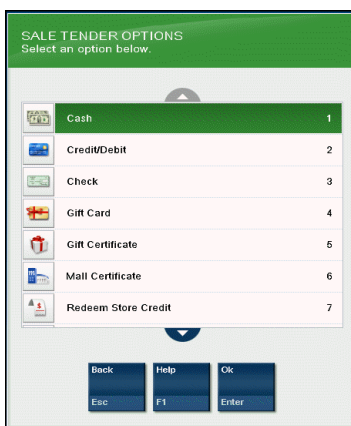 SALE TENDER OPTIONS
Select an option below.
Cash 1
Credit/Debit 2
Check 3
Gift Card 4
Gift Certificate 5
Mall Certificate 6
Redeem Store Credit 7
Back Help Ok
Esc F1 Enter